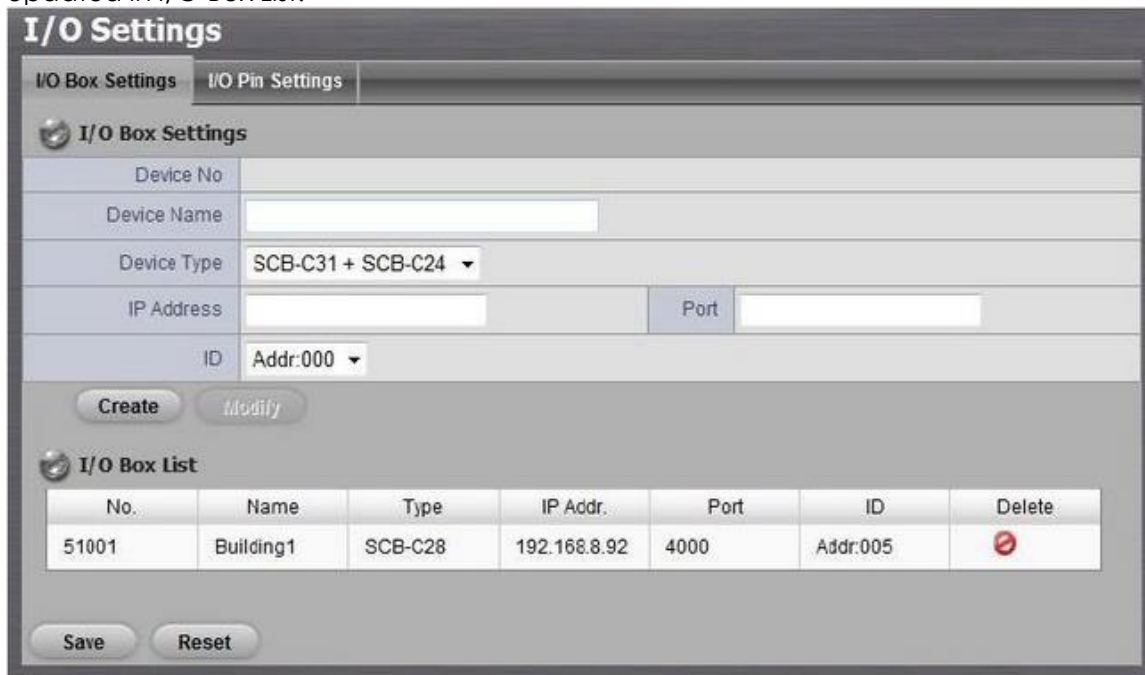 I/O Settings
I/O Box Settings I/O Pin Settings
I/O Box Settings
Device No
Device Name
Device Type SCB-C31 + SCB-C24
IP Address Port
ID Addr:000
Create Modify
I/O Box List
No. Name Type IP Addr. Port ID Delete
51001 Building1 SCB-C28 192.168.8.92 4000 Addr:005
Save Reset